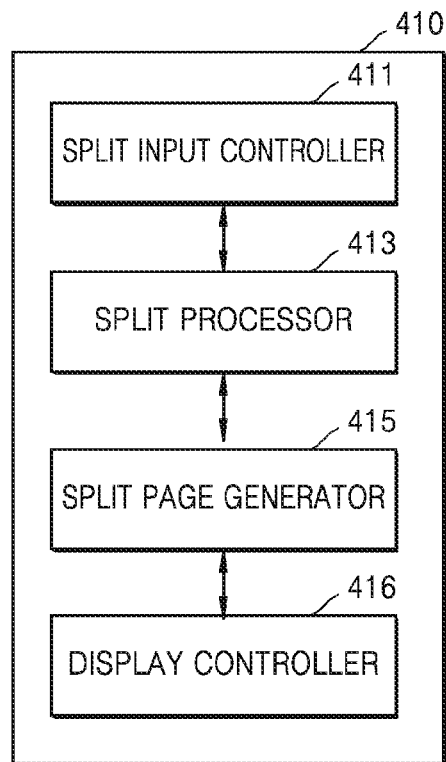 410
411
SPLIT INPUT CONTROLLER
413
SPLIT PROCESSOR
415
SPLIT PAGE GENERATOR
416
DISPLAY CONTROLLER